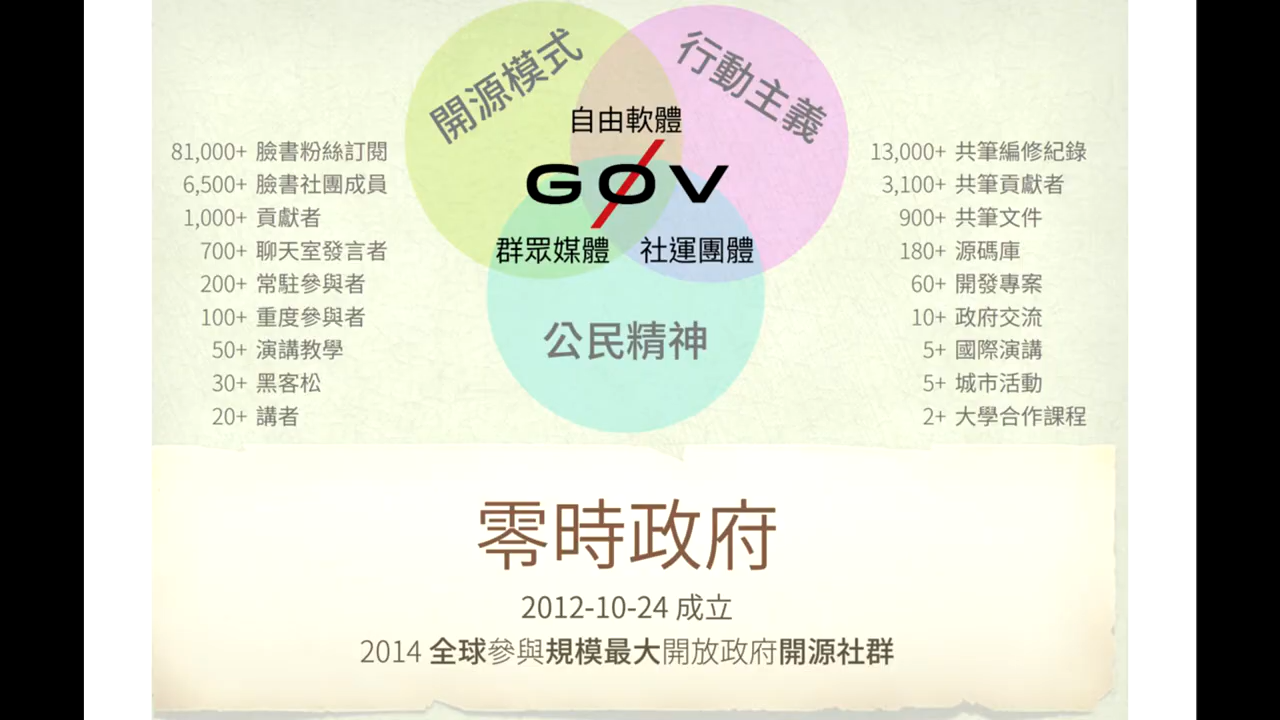 開源模式
行動主義
自由軟體
GØV
群眾媒體
社運團體
公民精神
81,000+ 臉書粉絲訂閱
6,500+ 臉書社團成員
1,000+ 貢獻者
700+ 聊天室發言者
200+ 常駐參與者
100+ 重度參與者
50+ 演講教學
30+ 黑客松
20+ 講者
13,000+ 共筆編修紀錄
3,100+ 共筆貢獻者
900+ 共筆文件
180+ 源碼庫
60+ 開發專案
10+ 政府交流
5+ 國際演講
5+ 城市活動
2+ 大學合作課程
零時政府
2012-10-24 成立
2014 全球參與規模最大開放政府開源社群